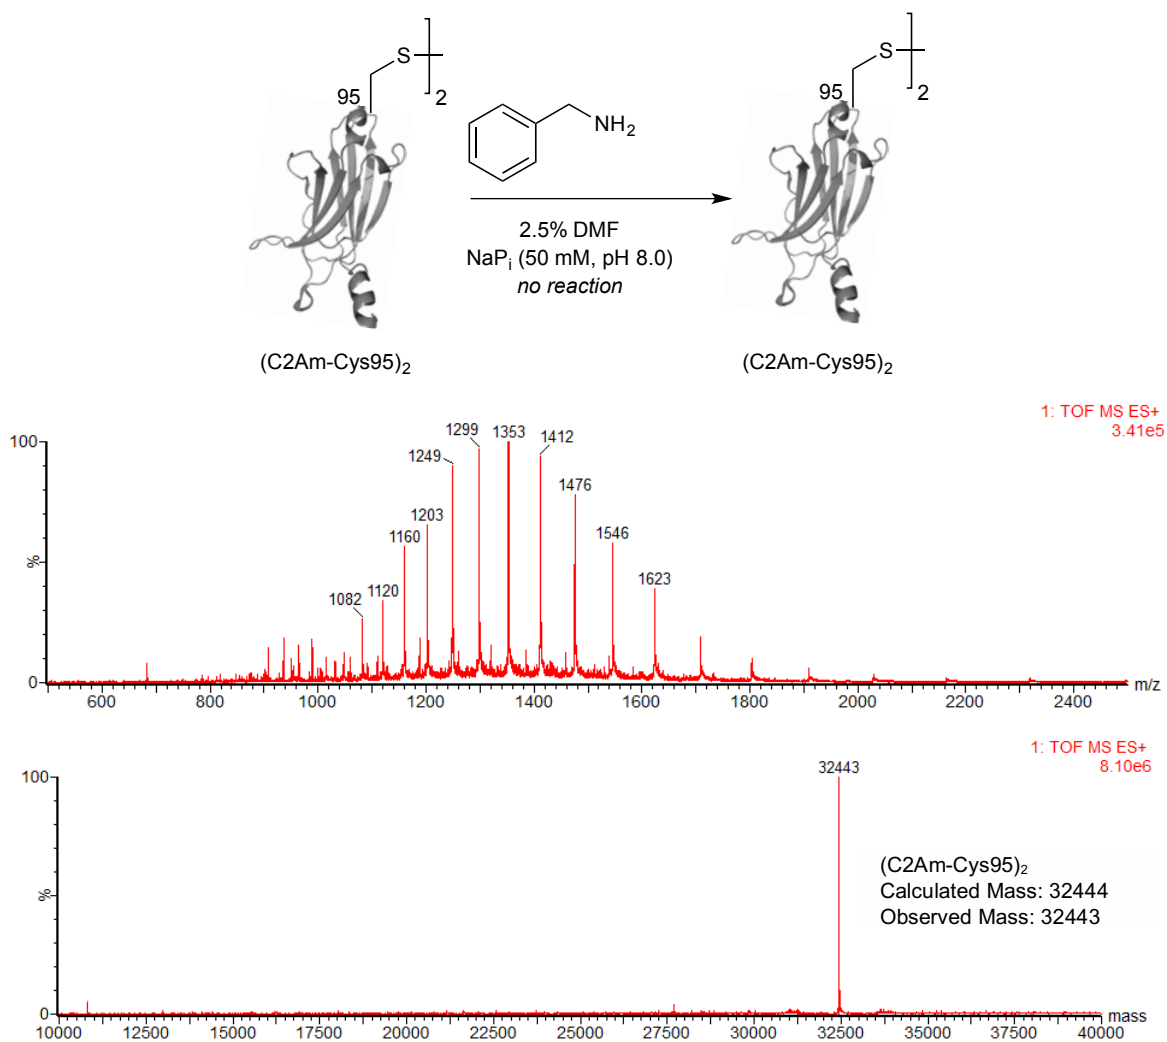 S
2
95
NH2
2.5% DMF
NaPi (50 mM, pH 8.0)
no reaction
S
2
95
(C2Am-Cys95)2
(C2Am-Cys95)2
1: TOF MS ES+
3.41e5
100
%
0
1082
1120
1160
1203
1249
1299
1353
1412
1476
1546
1623
600 800 1000 1200 1400 1600 1800 2000 2200 2400 m/z
1: TOF MS ES+
8.10e6
100
%
0
32443
(C2Am-Cys95)2
Calculated Mass: 32444
Observed Mass: 32443
10000 12500 15000 17500 20000 22500 25000 27500 30000 32500 35000 37500 40000 mass